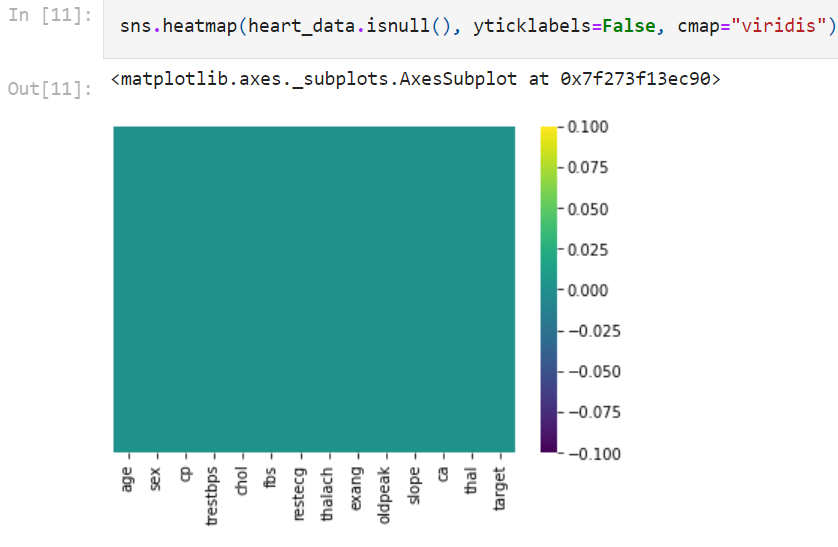 In [11]:
sns.heatmap(heart_data.isnull(), yticklabels=False, cmap="viridis")
Out[11]:
<matplotlib.axes._subplots.AxesSubplot at 0x7f273f13ec90>
0.100
0.075
0.050
0.025
0.000
−0.025
−0.050
−0.075
−0.100
age
sex
cp
trestbps
chol
fbs
restecg
thalach
exang
oldpeak
slope
ca
thal
target